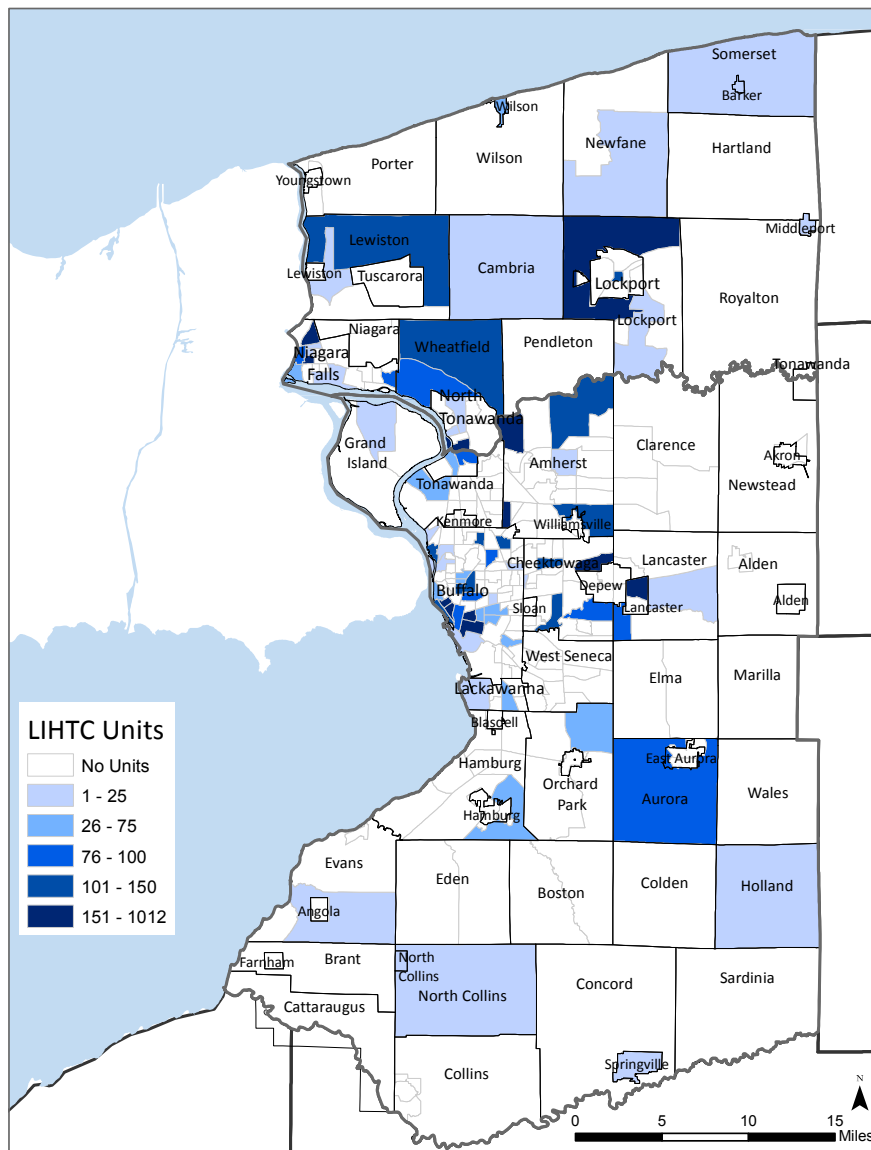 Somerset
Barker
Wilson
Newfane
Hartland
Porter
Wilson
Youngstown
Middleport
Lewiston
Lewiston
Tuscarora
Cambria
Lockport
Royalton
Lockport
Niagara
Niagara
Falls
Wheatfield
Pendleton
Tonawanda
North
Tonawanda
Grand
Island
Clarence
Amherst
Akron
Newstead
Tonawanda
Kenmore
Williamsville
Cheektowaga
Lancaster
Alden
Buffalo
Depew
Sloan
Lancaster
Alden
West Seneca
Elma
Marilla
Lackawanna
Blasdell
Hamburg
East Aurora
Orchard
Park
Aurora
Wales
Hamburg
Evans
Eden
Boston
Colden
Holland
Angola
Farnham
Brant
North
Collins
North Collins
Concord
Sardinia
Cattaraugus
Collins
Springville
LIHTC Units
No Units
1 - 25
26 - 75
76 - 100
101 - 150
151 - 1012
N
0 5 10 15
Miles